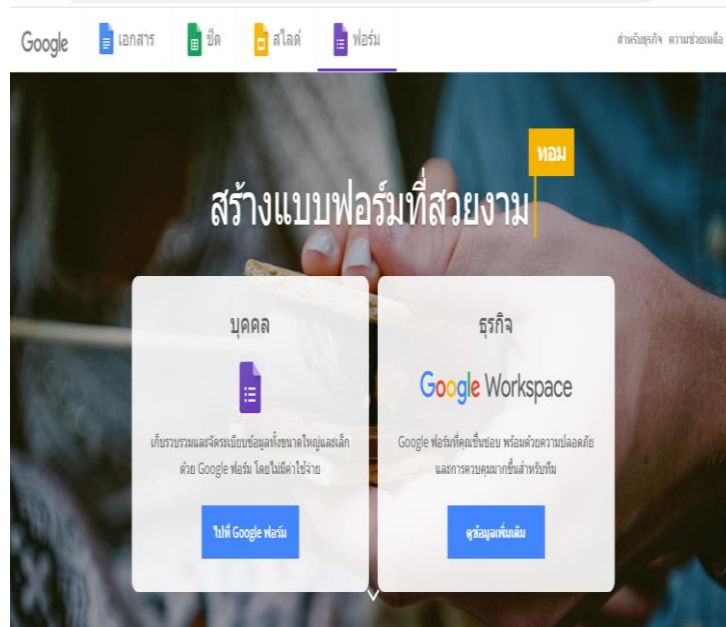 Google เอกสาร ชีต สไลด์ ฟอร์ม สำหรับธุรกิจ ความช่วยเหลือ
ทอม
สร้างแบบฟอร์มที่สวยงาม
บุคคล
เก็บรวบรวมและจัดระเบียบข้อมูลทั้งขนาดใหญ่และเล็ก
ด้วย Google ฟอร์ม โดยไม่มีค่าใช้จ่าย
ไปที่ Google ฟอร์ม
ธุรกิจ
Google Workspace
Google ฟอร์มที่คุณชื่นชอบ พร้อมด้วยความปลอดภัย
และการควบคุมมากขึ้นสำหรับทีม
ดูข้อมูลเพิ่มเติม